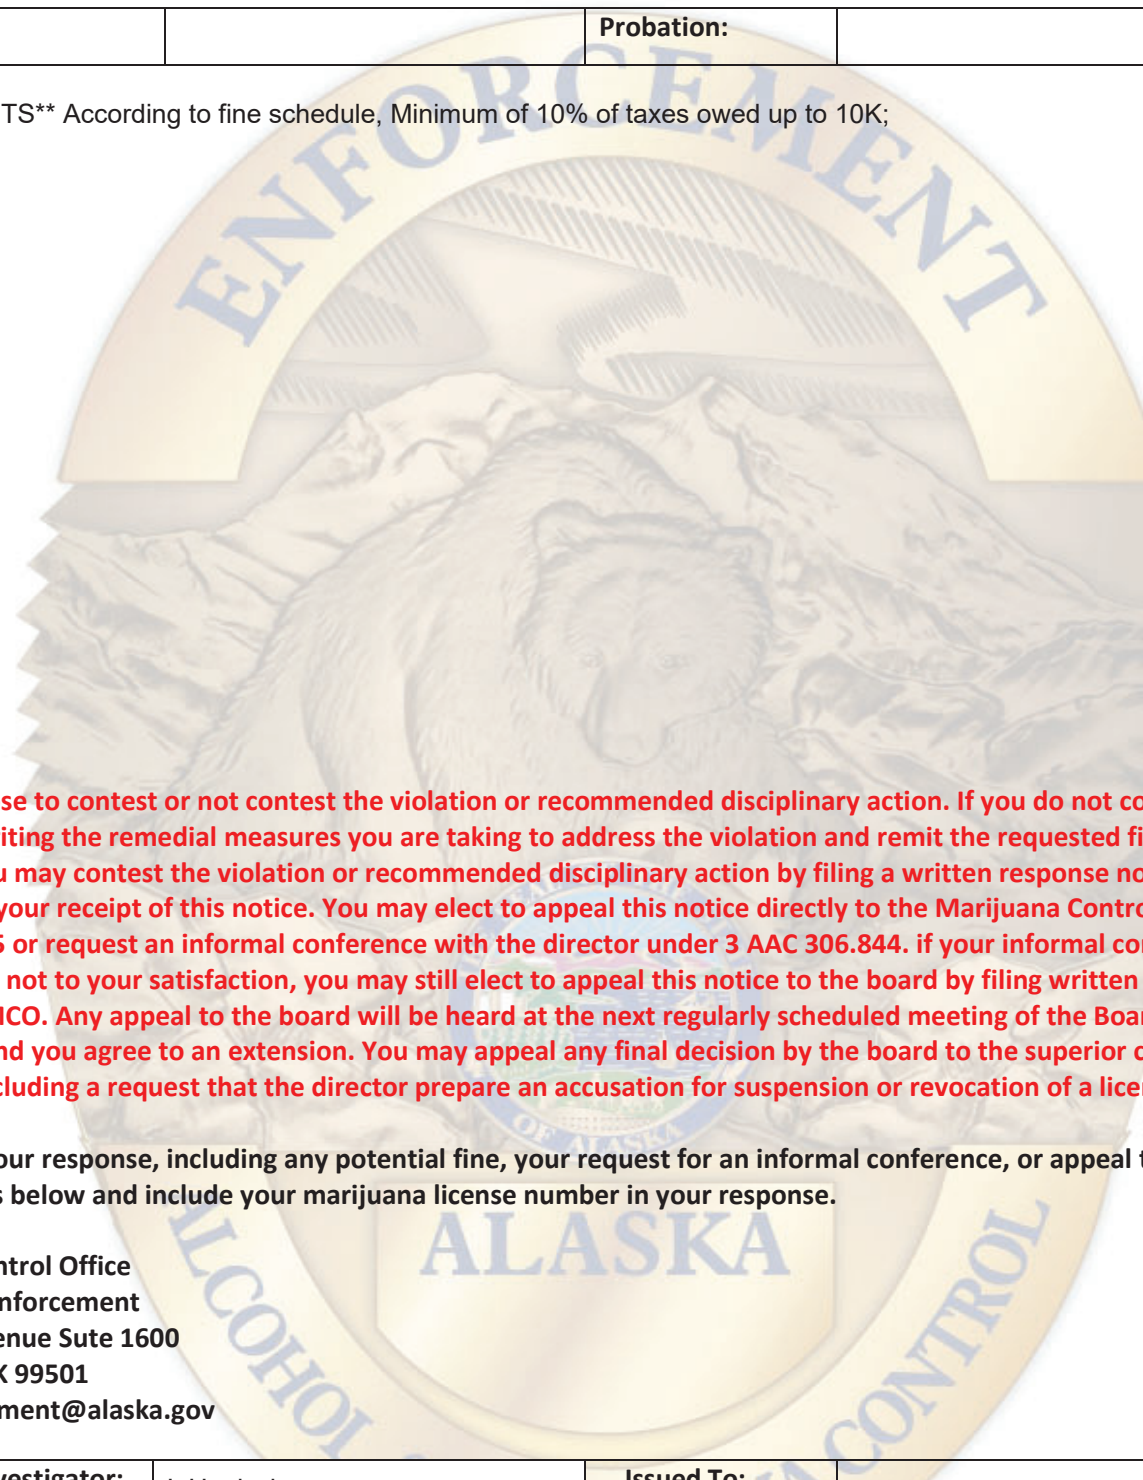 Probation:
TS** According to fine schedule, Minimum of 10% of taxes owed up to 10K;
ENFORCEMENT
se to contest or not contest the violation or recommended disciplinary action. If you do not co
iting the remedial measures you are taking to address the violation and remit the requested fi
u may contest the violation or recommended disciplinary action by filing a written response no
your receipt of this notice. You may elect to appeal this notice directly to the Marijuana Contro
5 or request an informal conference with the director under 3 AAC 306.844. if your informal con
not to your satisfaction, you may still elect to appeal this notice to the board by filing written
ICO. Any appeal to the board will be heard at the next regularly scheduled meeting of the Boar
nd you agree to an extension. You may appeal any final decision by the board to the superior c
cluding a request that the director prepare an accusation for suspension or revocation of a licen
OF ALASKA
our response, including any potential fine, your request for an informal conference, or appeal t
s below and include your marijuana license number in your response.
ALASKA
ntrol Office
nforcement
enue Sute 1600
K 99501
ment@alaska.gov
ALCOHOL
CONTROL
vestigator:
Issued To: